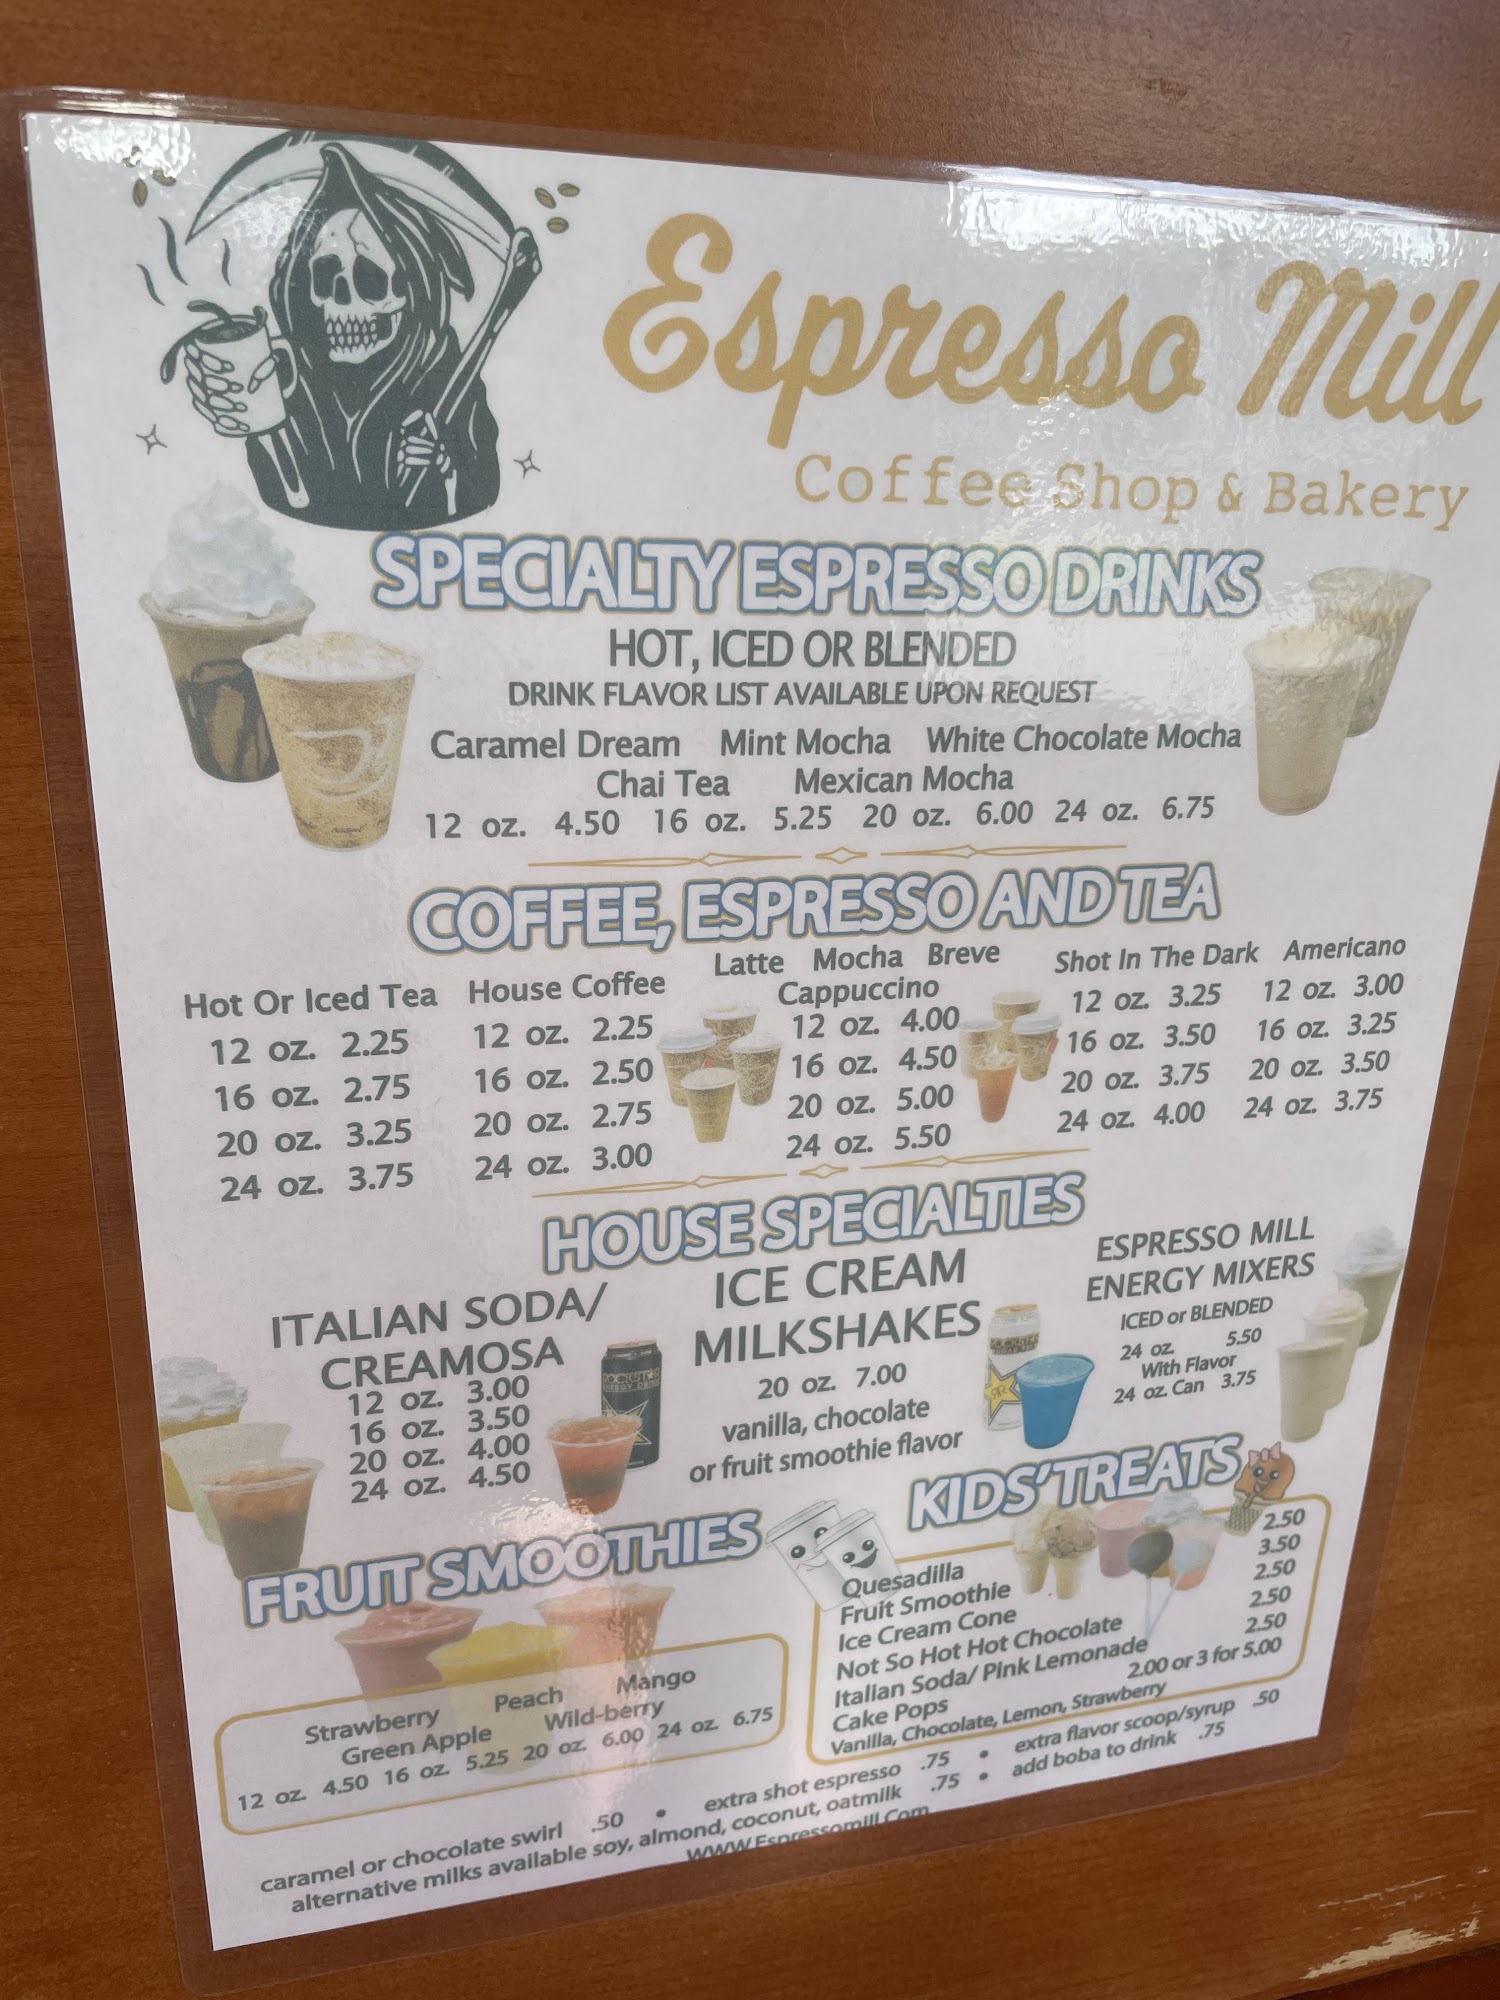 Espresso Mill
Coffee Shop & Bakery
SPECIALTY ESPRESSO DRINKS
HOT, ICED OR BLENDED
DRINK FLAVOR LIST AVAILABLE UPON REQUEST
Caramel Dream Mint Mocha White Chocolate Mocha
Chai Tea Mexican Mocha
12 oz. 4.50 16 oz. 5.25 20 oz. 6.00 24 oz. 6.75
COFFEE, ESPRESSO AND TEA
Hot Or Iced Tea
12 oz. 2.25
16 oz. 2.75
20 oz. 3.25
24 oz. 3.75
House Coffee
12 oz. 2.25
16 oz. 2.50
20 oz. 2.75
24 oz. 3.00
Latte Mocha Breve
Cappuccino
12 oz. 4.00
16 oz. 4.50
20 oz. 5.00
24 oz. 5.50
Shot In The Dark
12 oz. 3.25
16 oz. 3.50
20 oz. 3.75
24 oz. 4.00
Americano
12 oz. 3.00
16 oz. 3.25
20 oz. 3.50
24 oz. 3.75
HOUSE SPECIALTIES
ITALIAN SODA/
CREAMOSA
12 oz. 3.00
16 oz. 3.50
20 oz. 4.00
24 oz. 4.50
ROCKSTAR
ENERGY DRINK
ICE CREAM
MILKSHAKES
20 oz. 7.00
vanilla, chocolate
or fruit smoothie flavor
ROCKSTAR
ESPRESSO MILL
ENERGY MIXERS
ICED or BLENDED
24 oz. 5.50
With Flavor
24 oz. Can 3.75
FRUIT SMOOTHIES
Strawberry Peach Mango
Green Apple Wild-berry
12 oz. 4.50 16 oz. 5.25 20 oz. 6.00 24 oz. 6.75
KIDS' TREATS
Quesadilla 2.50
Fruit Smoothie 3.50
Ice Cream Cone 2.50
Not So Hot Hot Chocolate 2.50
Italian Soda/ Pink Lemonade 2.50
Cake Pops 2.00 or 3 for 5.00
Vanilla, Chocolate, Lemon, Strawberry
caramel or chocolate swirl .50 • extra shot espresso .75 • extra flavor scoop/syrup .50
alternative milks available soy, almond, coconut, oatmilk .75 • add boba to drink .75
WWW.Espressomill.Com